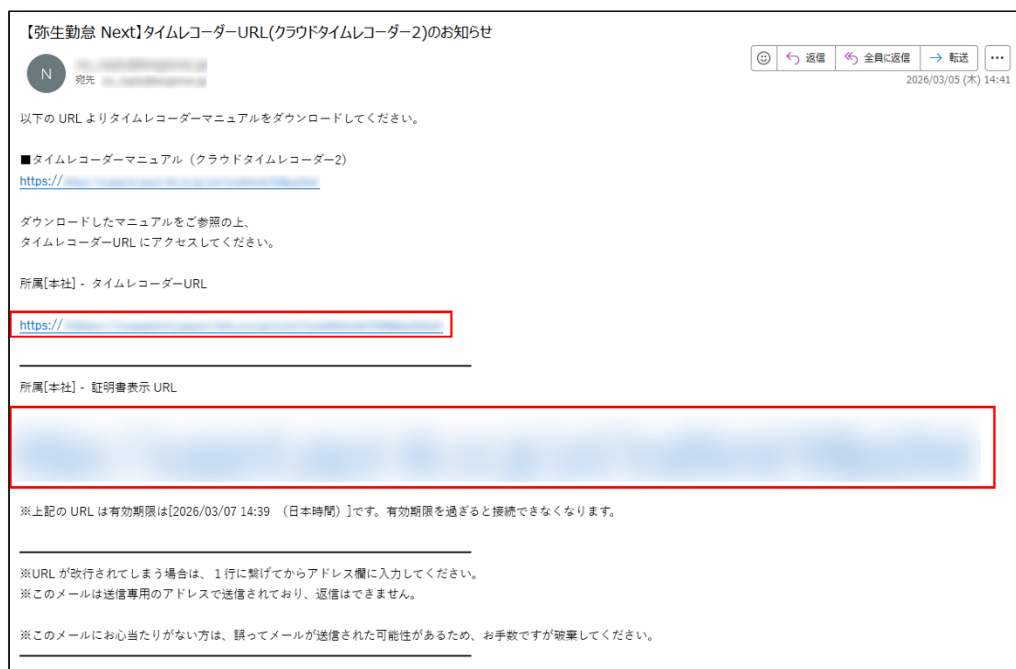 【弥生勤怠 Next】タイムレコーダーURL(クラウドタイムレコーダー2)のお知らせ
N
宛先
返信
全員に返信
転送
2026/03/05 (木) 14:41
以下の URL よりタイムレコーダーマニュアルをダウンロードしてください。
■タイムレコーダーマニュアル（クラウドタイムレコーダー2）
https://
ダウンロードしたマニュアルをご参照の上、
タイムレコーダーURL にアクセスしてください。
所属[本社] - タイムレコーダーURL
https://
所属[本社] - 証明書表示 URL
※上記の URL は有効期限は[2026/03/07 14:39 （日本時間）]です。有効期限を過ぎると接続できなくなります。
※URL が改行されてしまう場合は、１行に繋げてからアドレス欄に入力してください。
※このメールは送信専用のアドレスで送信されており、返信はできません。
※このメールにお心当たりがない方は、誤ってメールが送信された可能性があるため、お手数ですが破棄してください。